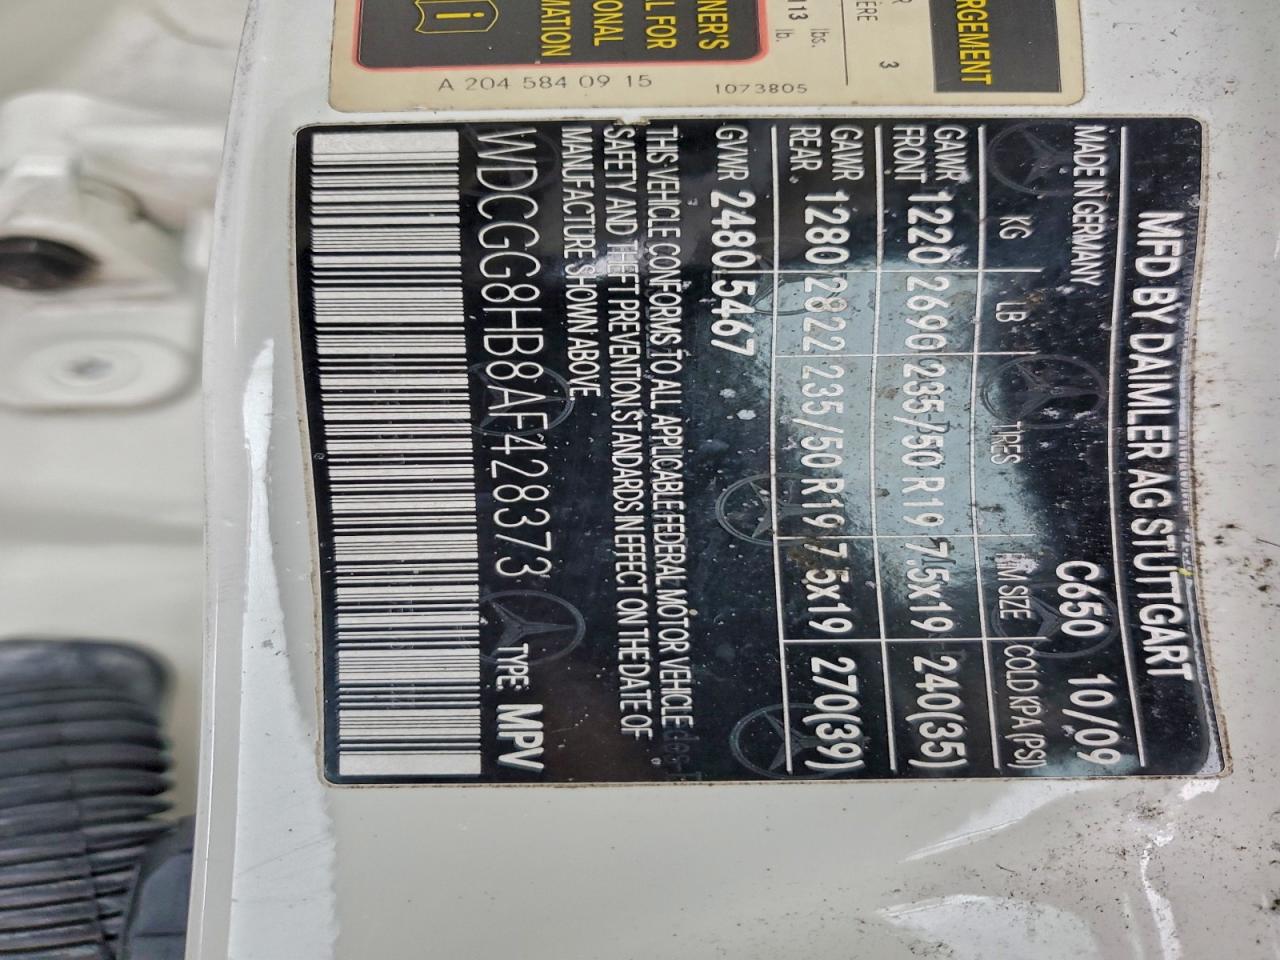 NER'S
L FOR
ONAL
MATION
A 204 584 09 15
113 lbs.
lb.
1073805
R
ÈRE 3
RGEMENT
MFD BY DAIMLER AG STUTTGART
MADE IN GERMANY C650 10/09
KG LB TIRES RIM SIZE COLD KPA (PSI)
GAWR FRONT 1220 2690 235/50 R19 7.5x19 240(35)
GAWR REAR 1280 2822 235/50 R19 7.5x19 270(39)
GVWR 2480 5467
THIS VEHICLE CONFORMS TO ALL APPLICABLE FEDERAL MOTOR VEHICLE
SAFETY AND THEFT PREVENTION STANDARDS IN EFFECT ON THE DATE OF
MANUFACTURE SHOWN ABOVE.
WDCGG8HB8AF428373 TYPE: MPV